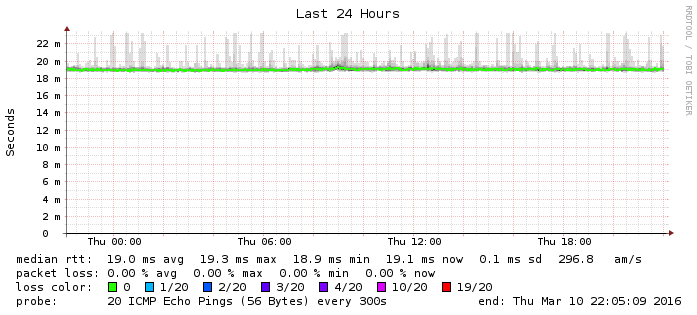 Last 24 Hours
RRDTOOL / TOBI OETIKER
Seconds
22 m
20 m
18 m
16 m
14 m
12 m
10 m
8 m
6 m
4 m
2 m
0
Thu 00:00 Thu 06:00 Thu 12:00 Thu 18:00
median rtt: 19.0 ms avg 19.3 ms max 18.9 ms min 19.1 ms now 0.1 ms sd 296.8 am/s
packet loss: 0.00 % avg 0.00 % max 0.00 % min 0.00 % now
loss color: 0 1/20 2/20 3/20 4/20 10/20 19/20
probe: 20 ICMP Echo Pings (56 Bytes) every 300s end: Thu Mar 10 22:05:09 2016